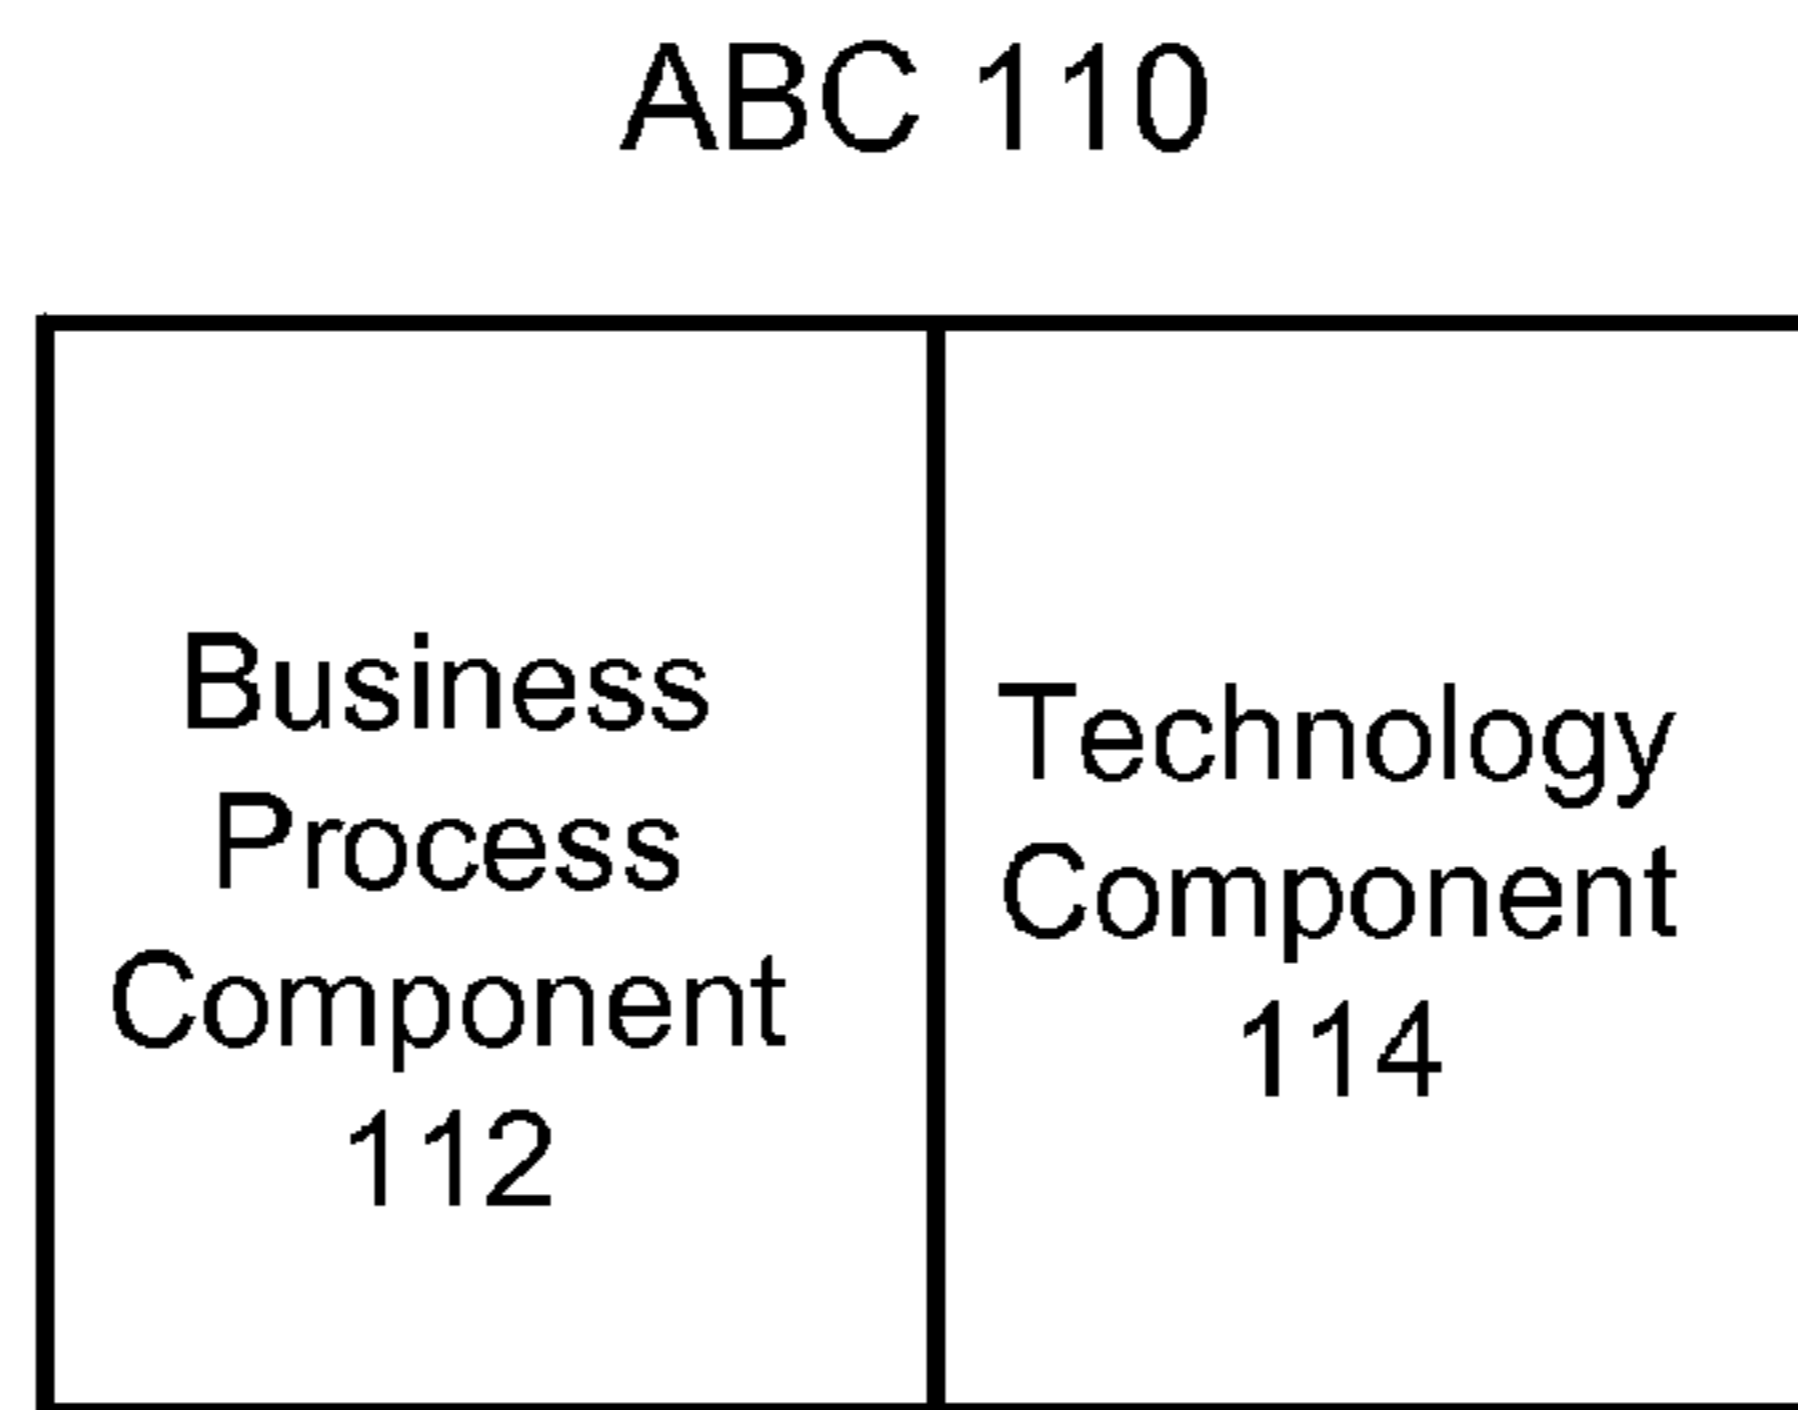 ABC 110
Business
Process
Component
112
Technology
Component
114